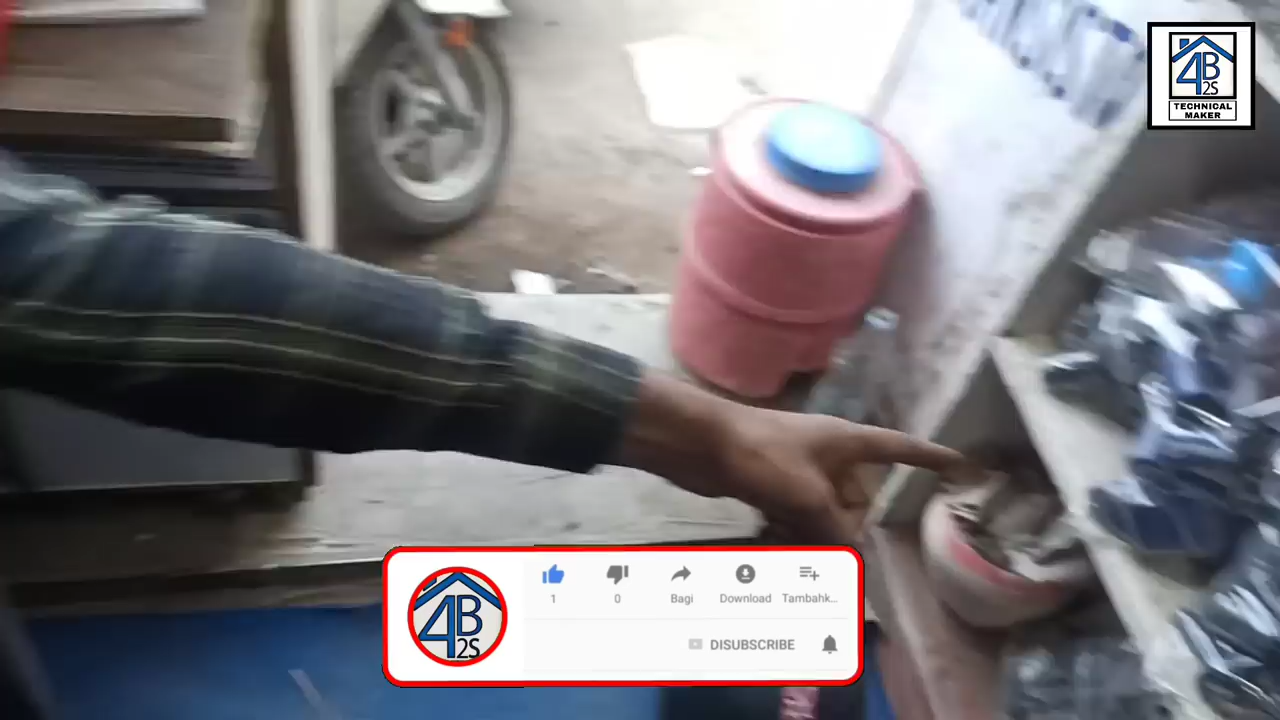 4B
2S
TECHNICAL
MAKER
4B
2S
1
0
Bagi
Download
Tambahk...
DISUBSCRIBE